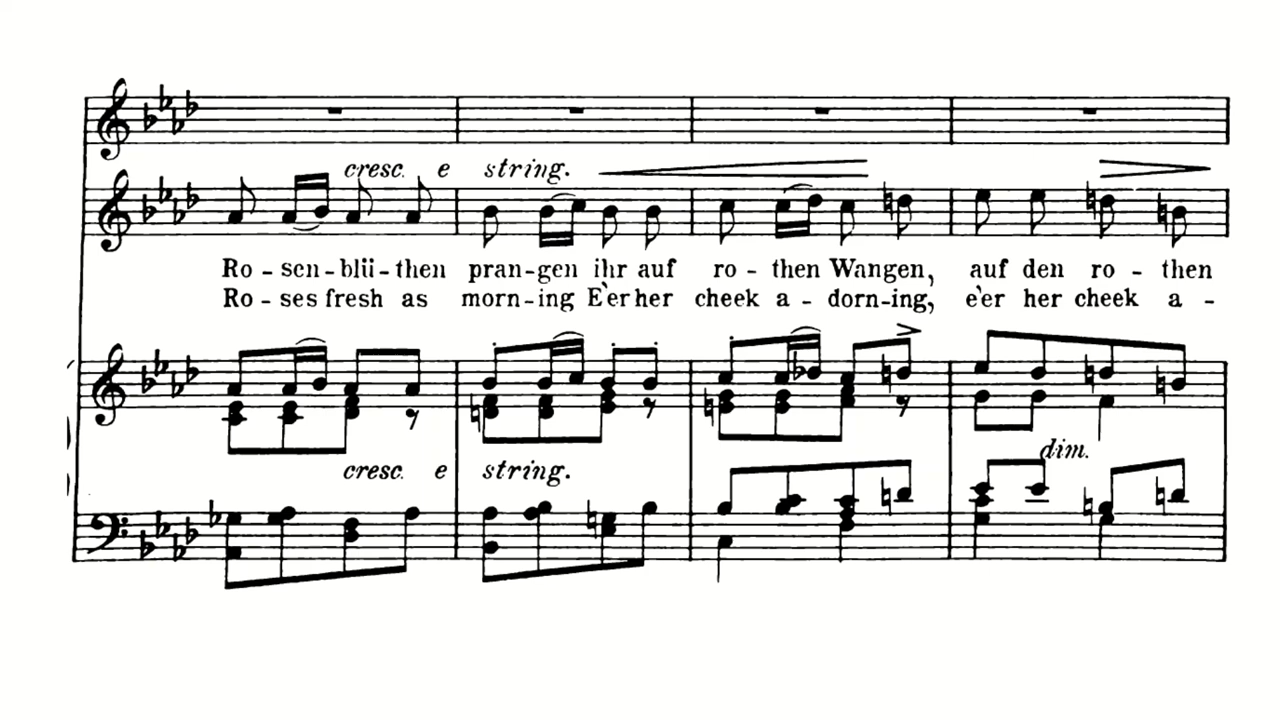 cresc. e string.
Ro - sen - blü - then pran - gen ihr auf ro - then Wangen, auf den ro - then
Ro - ses fresh as morn - ing E'er her cheek a - dorn - ing, e'er her cheek a -
dim.
cresc. e string.